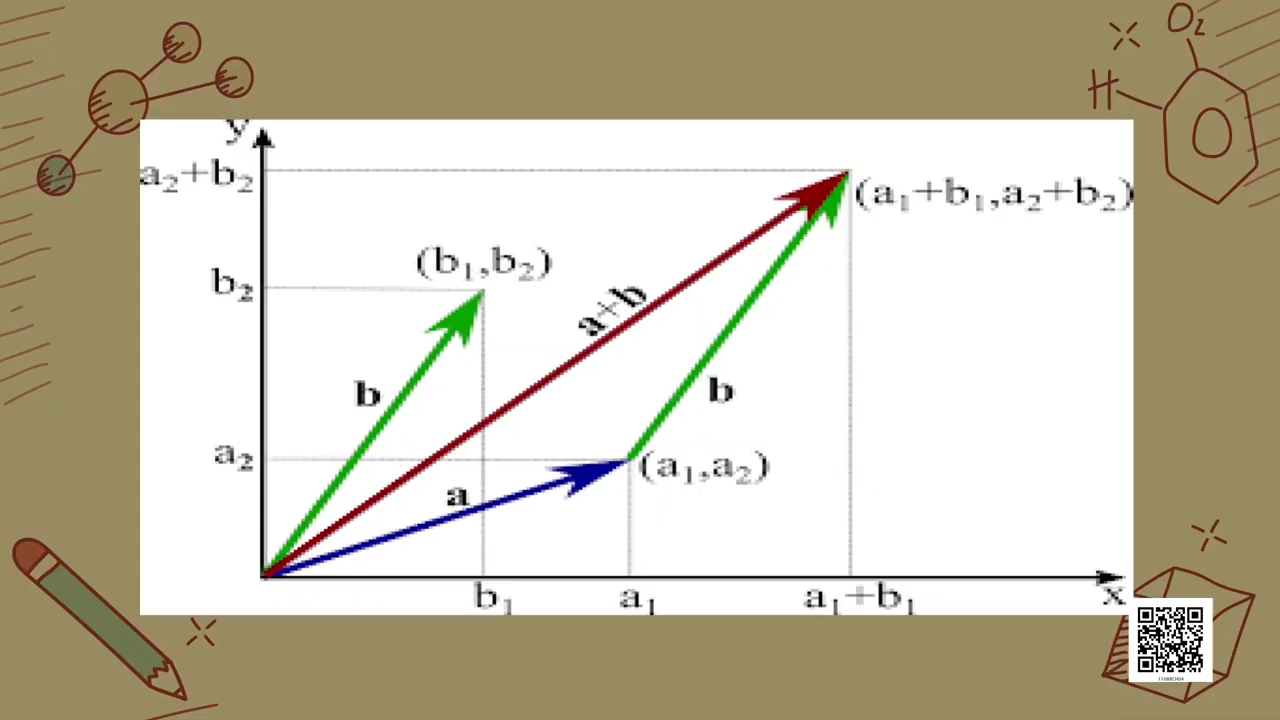 O₂
H
y
a₂+b₂
(a₁+b₁,a₂+b₂)
(b₁,b₂)
b₂
a+b
b
b
a₂
(a₁,a₂)
a
b₁
a₁
a₁+b₁
x